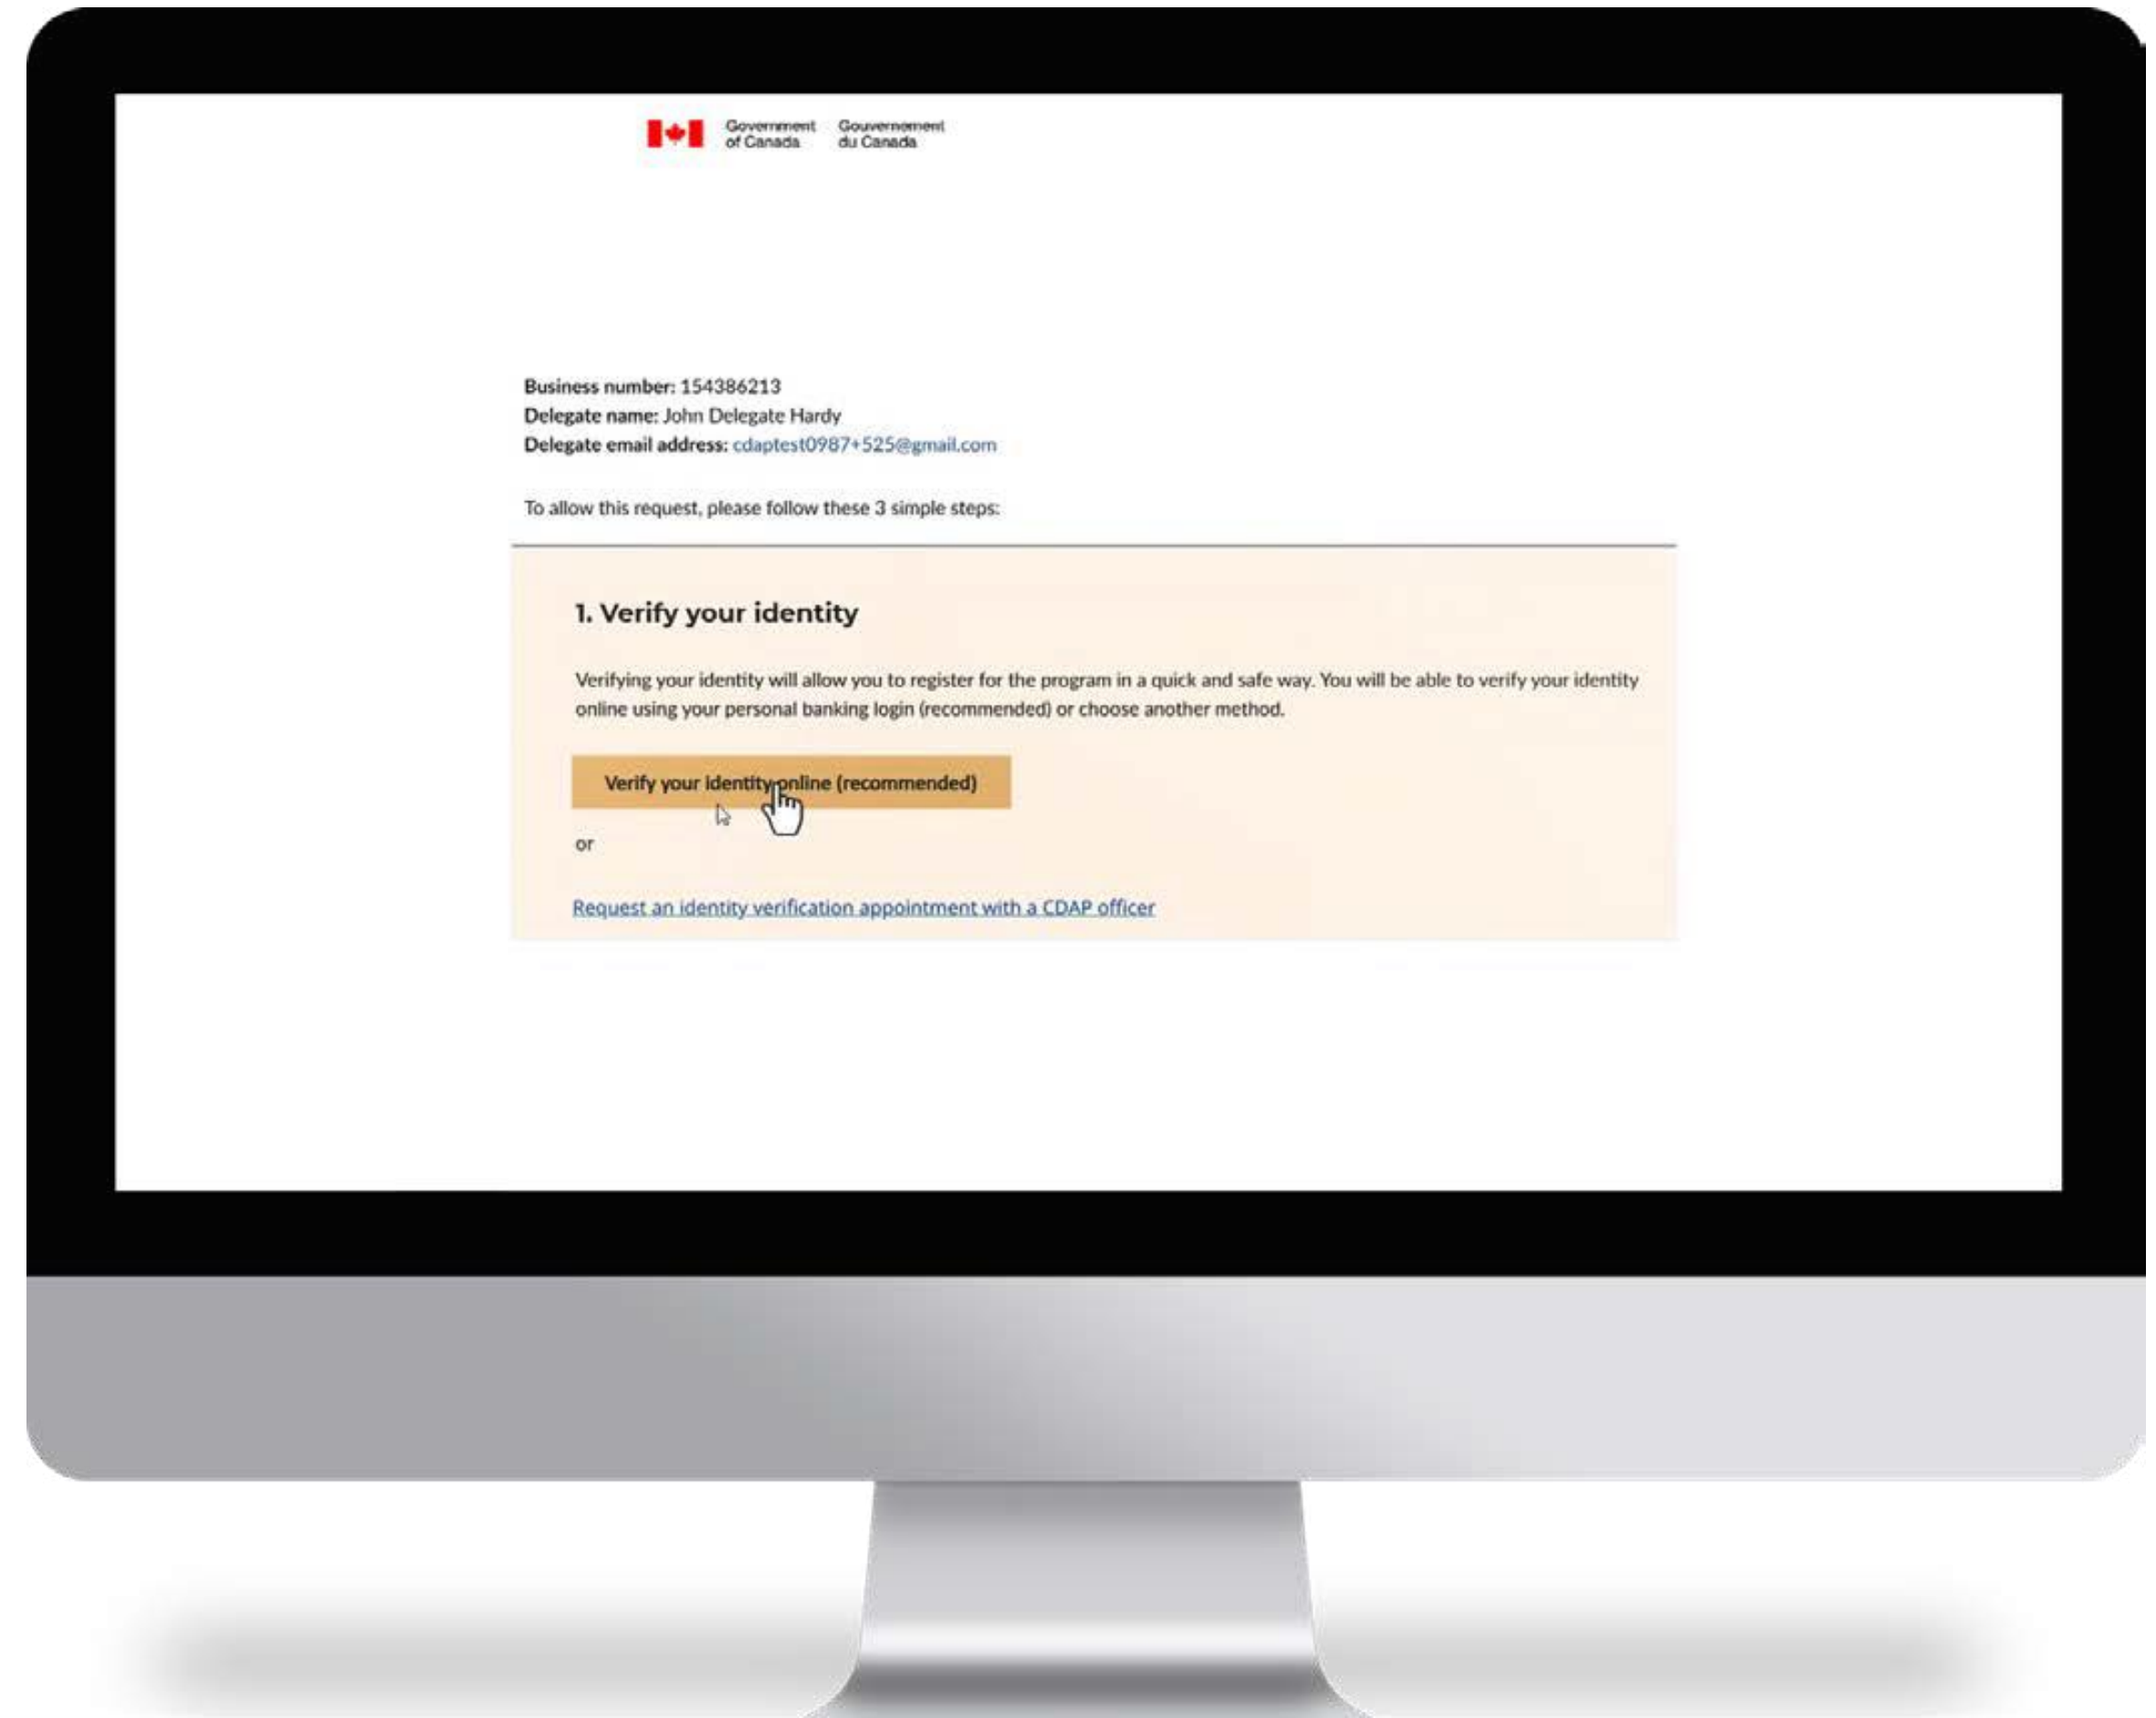 Government Gouvernement
of Canada du Canada
Business number: 154386213
Delegate name: John Delegate Hardy
Delegate email address: cdaptest0987+525@gmail.com
To allow this request, please follow these 3 simple steps:
1. Verify your identity
Verifying your identity will allow you to register for the program in a quick and safe way. You will be able to verify your identity
online using your personal banking login (recommended) or choose another method.
Verify your identity online (recommended)
or
Request an identity verification appointment with a CDAP officer